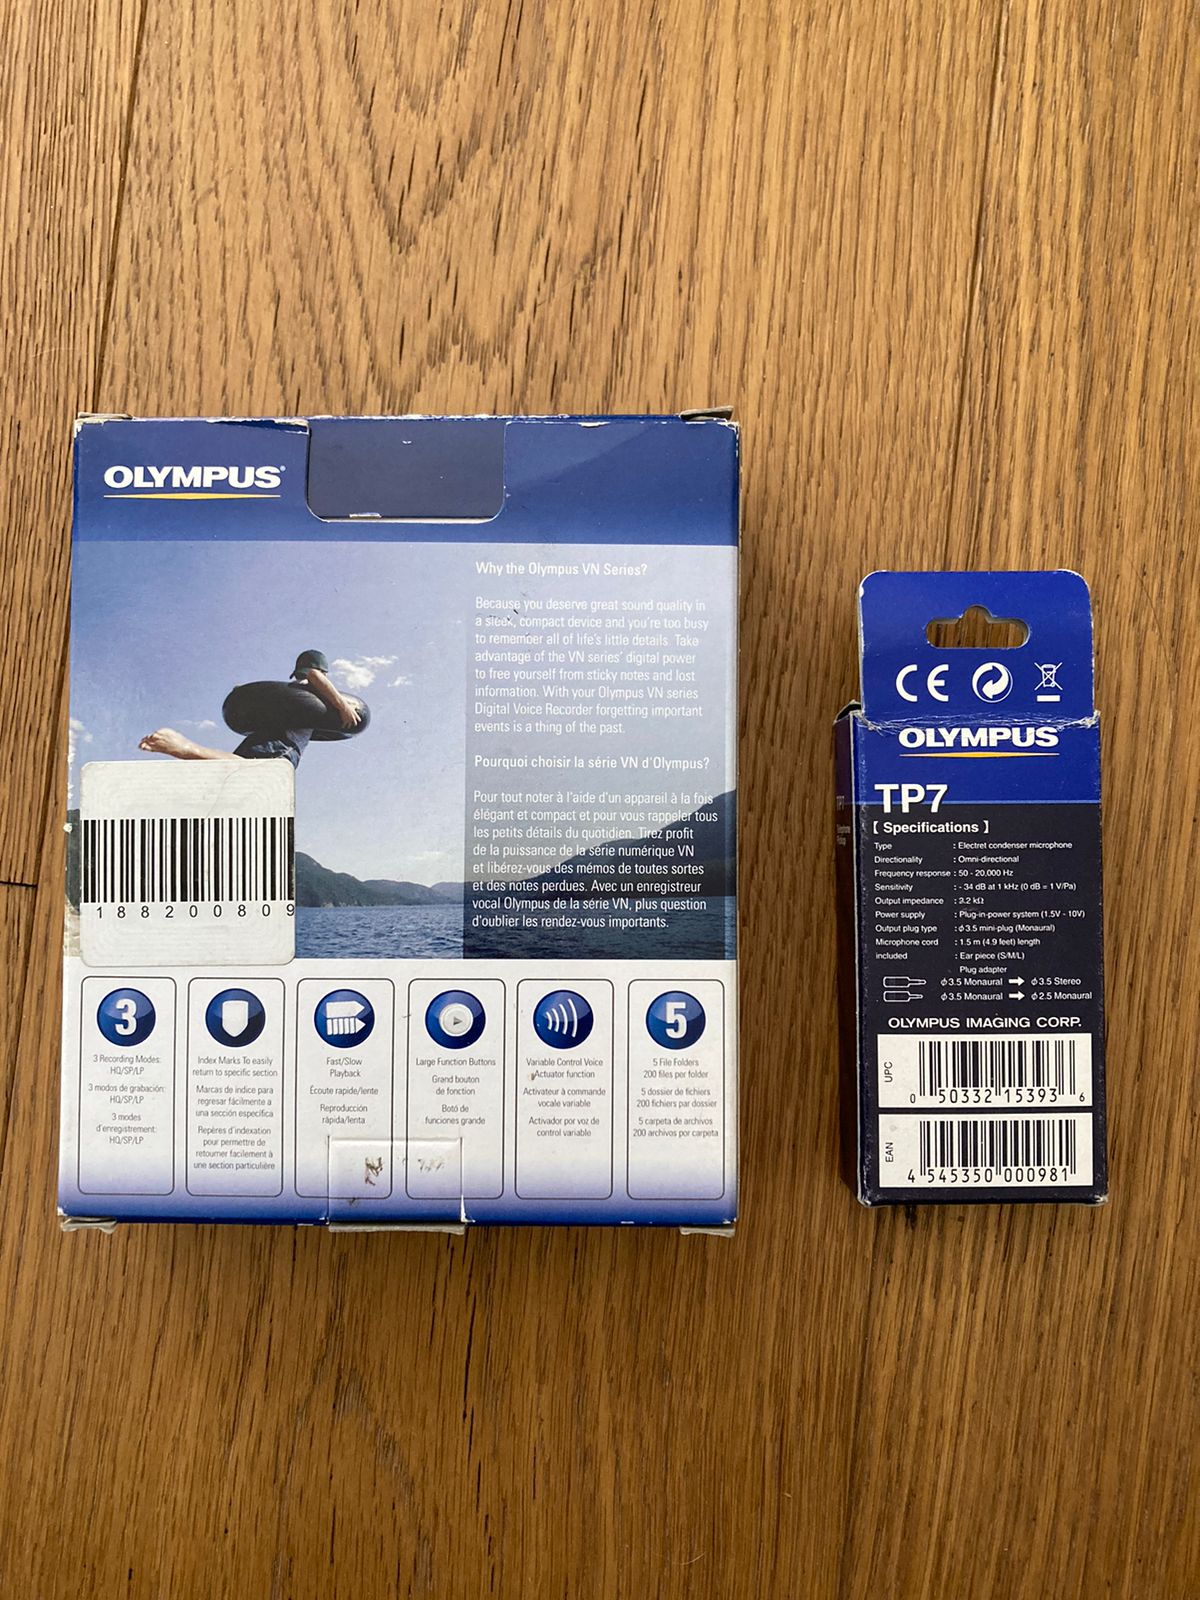 OLYMPUS®
Why the Olympus VN Series?
Because you deserve great sound quality in
a sleek, compact device and you're too busy
to remember all of life's little details. Take
advantage of the VN series' digital power
to free yourself from sticky notes and lost
information. With your Olympus VN series
Digital Voice Recorder forgetting important
events is a thing of the past.
Pourquoi choisir la série VN d'Olympus?
Pour tout noter à l'aide d'un appareil à la fois
élégant et compact et pour vous rappeler tous
les petits détails du quotidien. Tirez profit
de la puissance de la série numérique VN
et libérez-vous des mémos de toutes sortes
et des notes perdues. Avec un enregistreur
vocal Olympus de la série VN, plus question
d'oublier les rendez-vous importants.
188200809
3
3 Recording Modes:
HQ/SP/LP
3 modos de grabación:
HQ/SP/LP
3 modes
d'enregistrement:
HQ/SP/LP
Index Marks To easily
return to specific section
Marcas de índice para
regresar fácilmente a
una sección específica
Repères d'indexation
pour permettre de
retourner facilement à
une section particulière
Fast/Slow
Playback
Écoute rapide/lente
Reproducción
rápida/lenta
Large Function Buttons
Grand bouton
de fonction
Botó de
funciones grande
Variable Control Voice
Actuator function
Activateur à commande
vocale variable
Activador por voz de
control variable
5
5 File Folders
200 files per folder
5 dossier de fichiers
200 fichiers par dossier
5 carpeta de archivos
200 archivos por carpeta
CE
OLYMPUS®
TP7
【 Specifications 】
Type : Electret condenser microphone
Directionality : Omni-directional
Frequency response : 50 - 20,000 Hz
Sensitivity : - 34 dB at 1 kHz (0 dB = 1 V/Pa)
Output impedance : 3.2 kΩ
Power supply : Plug-in-power system (1.5V - 10V)
Output plug type : φ3.5 mini-plug (Monaural)
Microphone cord : 1.5 m (4.9 feet) length
included : Ear piece (S/M/L)
Plug adapter
φ3.5 Monaural ➡ φ3.5 Stereo
φ3.5 Monaural ➡ φ2.5 Monaural
OLYMPUS IMAGING CORP.
UPC
0 50332 15393 6
EAN
4 545350 000981